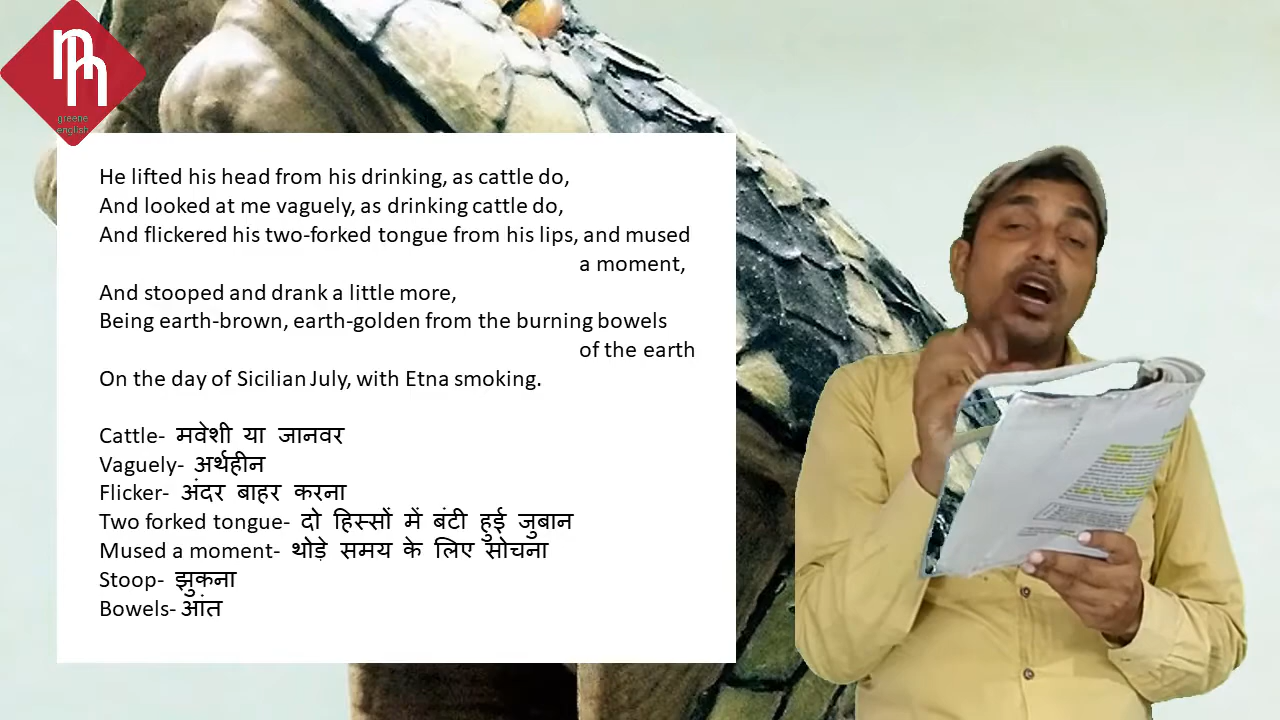 greene
english
He lifted his head from his drinking, as cattle do,
And looked at me vaguely, as drinking cattle do,
And flickered his two-forked tongue from his lips, and mused
a moment,
And stooped and drank a little more,
Being earth-brown, earth-golden from the burning bowels
of the earth
On the day of Sicilian July, with Etna smoking.
Cattle- मवेशी या जानवर
Vaguely- अर्थहीन
Flicker- अंदर बाहर करना
Two forked tongue- दो हिस्सों में बंटी हुई जुबान
Mused a moment- थोड़े समय के लिए सोचना
Stoop- झुकना
Bowels- आंत